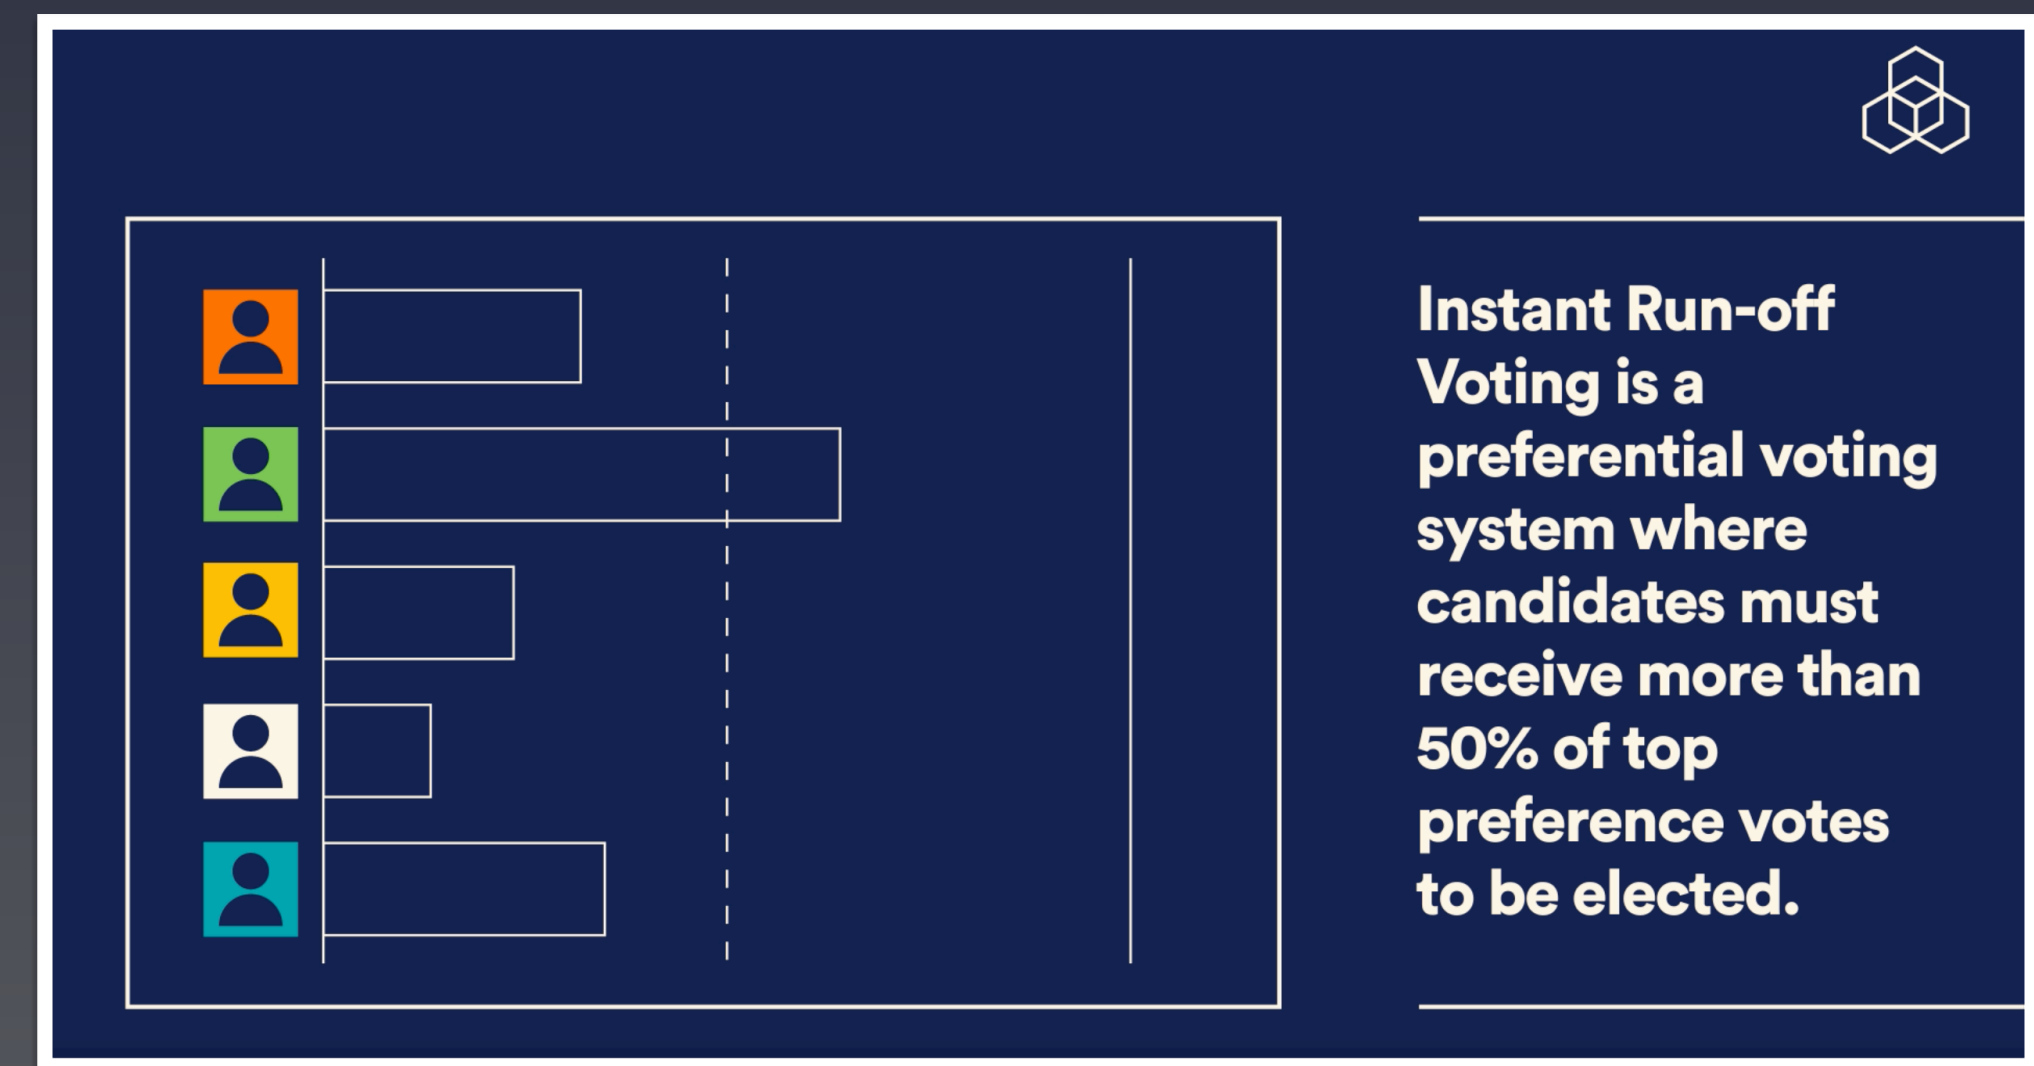 Instant Run-off
Voting is a
preferential voting
system where
candidates must
receive more than
50% of top
preference votes
to be elected.